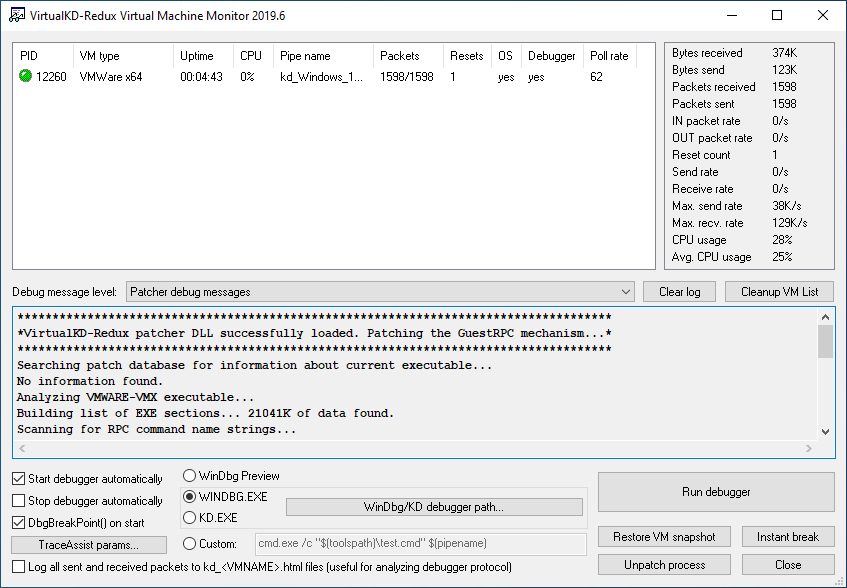 VirtualKD-Redux Virtual Machine Monitor 2019.6
PID VM type Uptime CPU Pipe name Packets Resets OS Debugger Poll rate
12260 VMWare x64 00:04:43 0% kd_Windows_1... 1598/1598 1 yes yes 62
Bytes received 374K
Bytes send 123K
Packets received 1598
Packets sent 1598
IN packet rate 0/s
OUT packet rate 0/s
Reset count 1
Send rate 0/s
Receive rate 0/s
Max. send rate 38K/s
Max. recv. rate 129K/s
CPU usage 28%
Avg. CPU usage 25%
Debug message level: Patcher debug messages Clear log Cleanup VM List
*************************************************************************************
*VirtualKD-Redux patcher DLL successfully loaded. Patching the GuestRPC mechanism...*
*************************************************************************************
Searching patch database for information about current executable...
No information found.
Analyzing VMWARE-VMX executable...
Building list of EXE sections... 21041K of data found.
Scanning for RPC command name strings...
Start debugger automatically
Stop debugger automatically
DbgBreakPoint() on start
TraceAssist params...
WinDbg Preview
WINDBG.EXE
KD.EXE
WinDbg/KD debugger path...
Custom: cmd.exe /c "$(toolspath)\test.cmd" $(pipename)
Log all sent and received packets to kd_<VMNAME>.html files (useful for analyzing debugger protocol)
Run debugger
Restore VM snapshot Instant break
Unpatch process Close